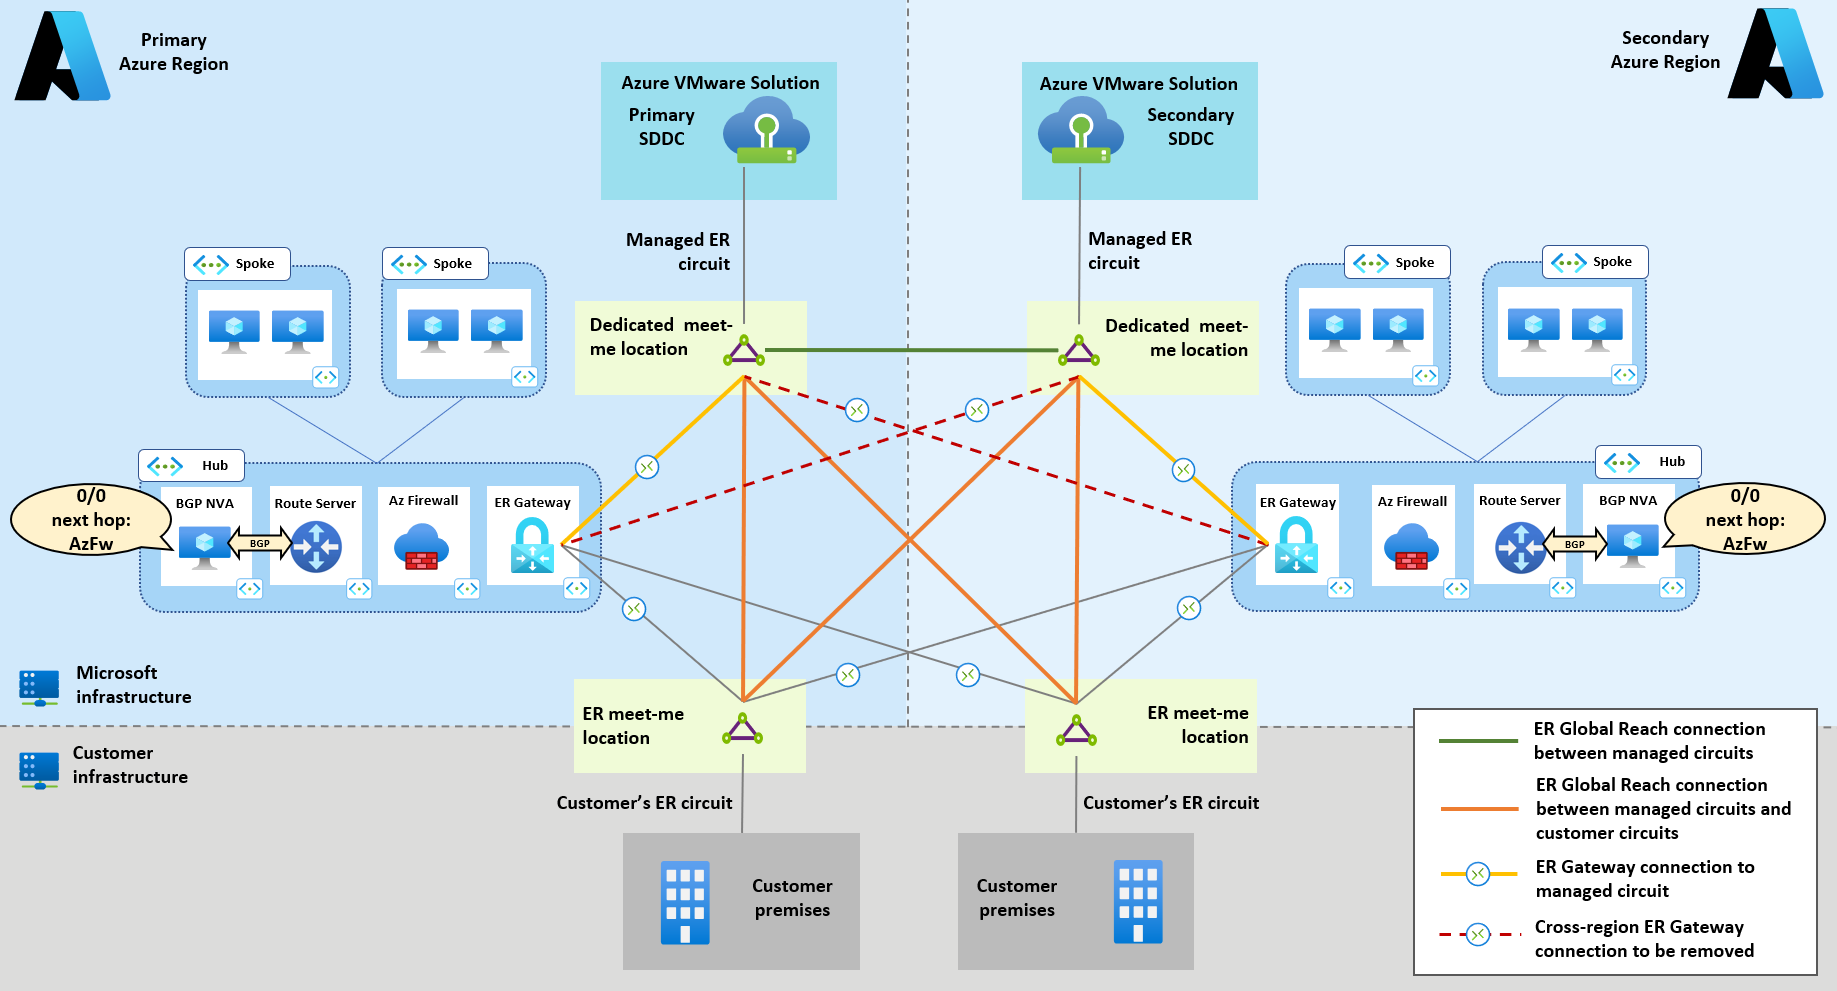 Primary
Azure Region
Secondary
Azure Region
Azure VMware Solution
Primary
SDDC
Azure VMware Solution
Secondary
SDDC
Managed ER
circuit
Managed ER
circuit
Spoke
Spoke
Spoke
Spoke
Dedicated meet-
me location
Dedicated meet-
me location
Hub
Hub
0/0
next hop:
AzFw
BGP NVA
BGP
Route Server
Az Firewall
ER Gateway
ER Gateway
Az Firewall
Route Server
BGP
BGP NVA
0/0
next hop:
AzFw
Microsoft
infrastructure
Customer
infrastructure
ER meet-me
location
ER meet-me
location
Customer's ER circuit
Customer's ER circuit
Customer
premises
Customer
premises
ER Global Reach connection
between managed circuits
ER Global Reach connection
between managed circuits and
customer circuits
ER Gateway connection to
managed circuit
Cross-region ER Gateway
connection to be removed